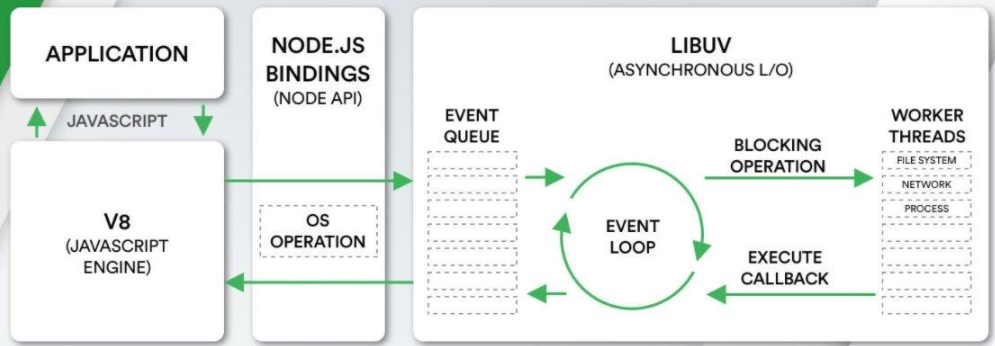 APPLICATION
JAVASCRIPT
V8
(JAVASCRIPT
ENGINE)
NODE.JS
BINDINGS
(NODE API)
OS
OPERATION
LIBUV
(ASYNCHRONOUS L/O)
EVENT
QUEUE
EVENT
LOOP
BLOCKING
OPERATION
EXECUTE
CALLBACK
WORKER
THREADS
FILE SYSTEM
NETWORK
PROCESS